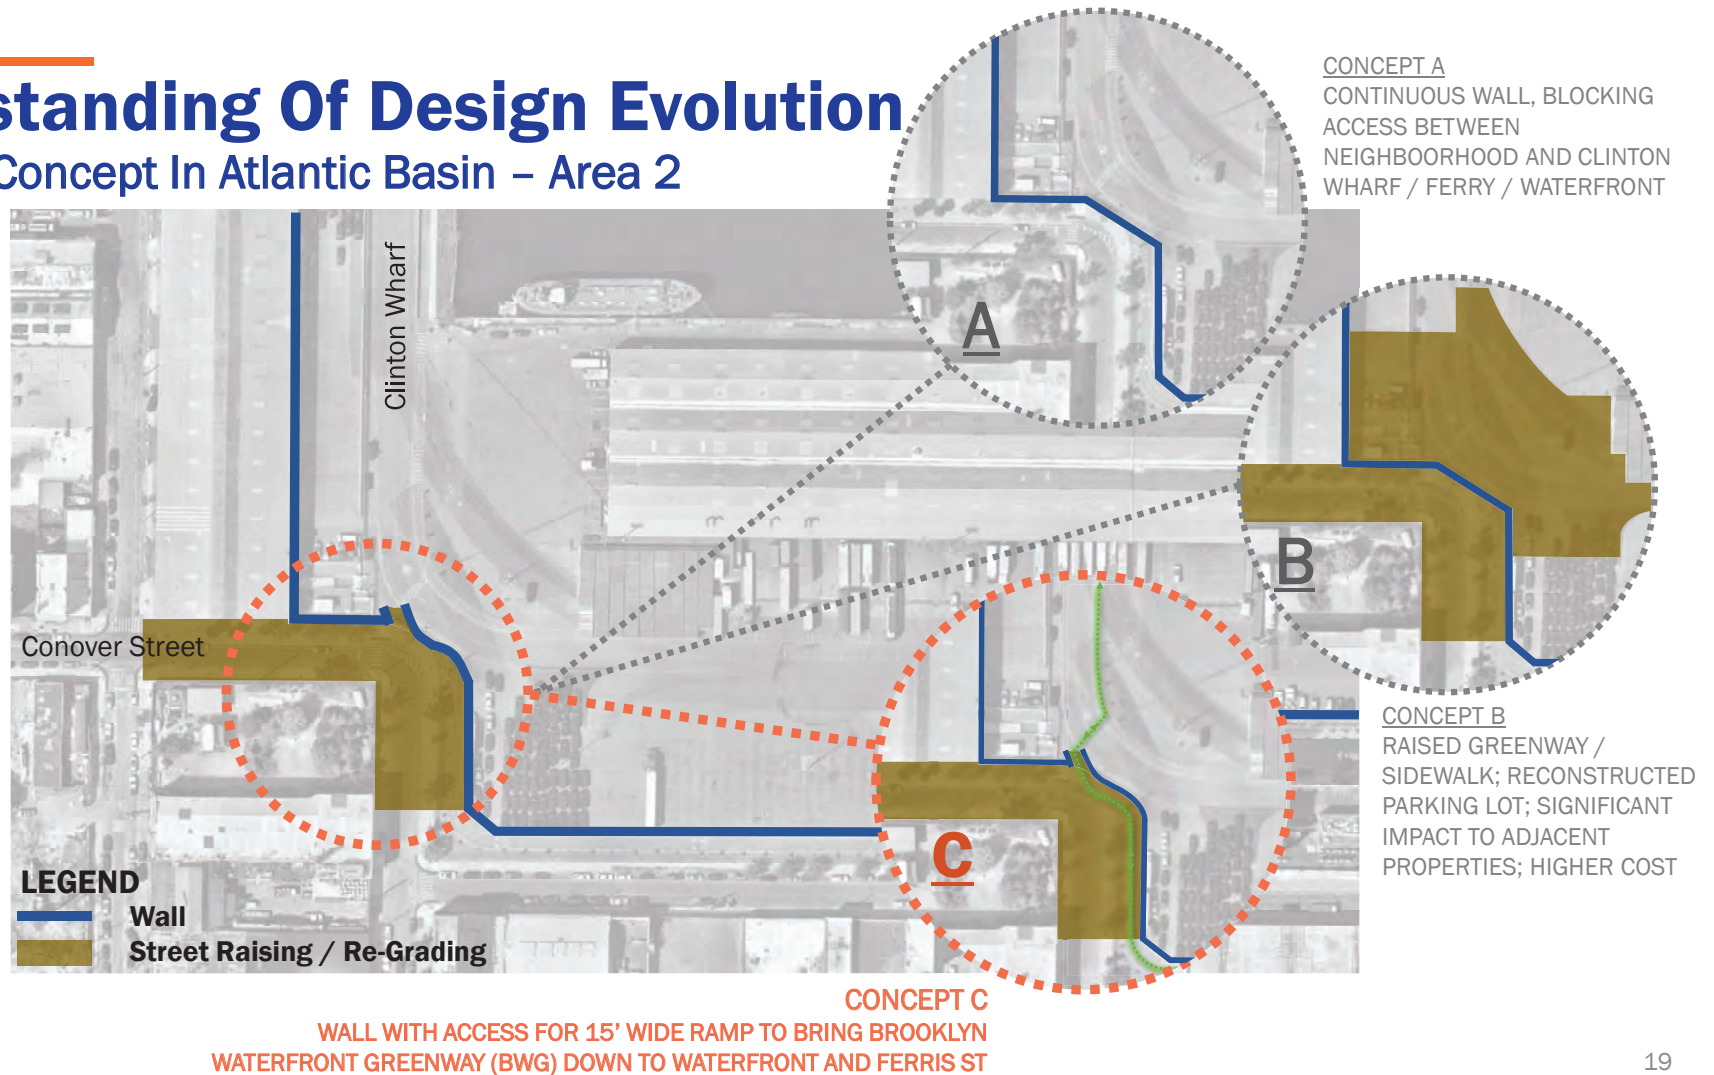 standing Of Design Evolution
Concept In Atlantic Basin – Area 2
CONCEPT A
CONTINUOUS WALL, BLOCKING
ACCESS BETWEEN
NEIGHBOORHOOD AND CLINTON
WHARF / FERRY / WATERFRONT
Clinton Wharf
A
B
Conover Street
CONCEPT B
RAISED GREENWAY /
SIDEWALK; RECONSTRUCTED
PARKING LOT; SIGNIFICANT
IMPACT TO ADJACENT
PROPERTIES; HIGHER COST
C
LEGEND
Wall
Street Raising / Re-Grading
CONCEPT C
WALL WITH ACCESS FOR 15' WIDE RAMP TO BRING BROOKLYN
WATERFRONT GREENWAY (BWG) DOWN TO WATERFRONT AND FERRIS ST
19